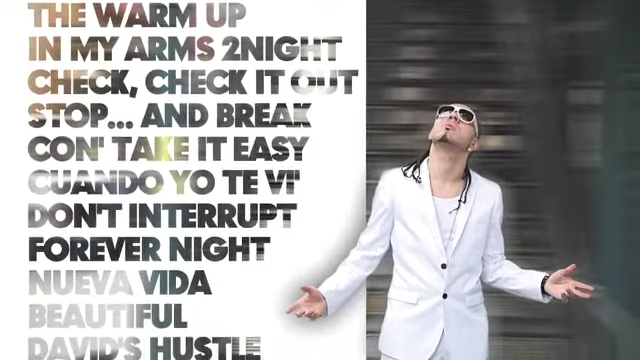 THE WARM UP
IN MY ARMS 2NIGHT
CHECK, CHECK IT OUT
STOP... AND BREAK
CON' TAKE IT EASY
CUANDO YO TE VI'
DON'T INTERRUPT
FOREVER NIGHT
NUEVA VIDA
BEAUTIFUL
DAVID'S HUSTLE